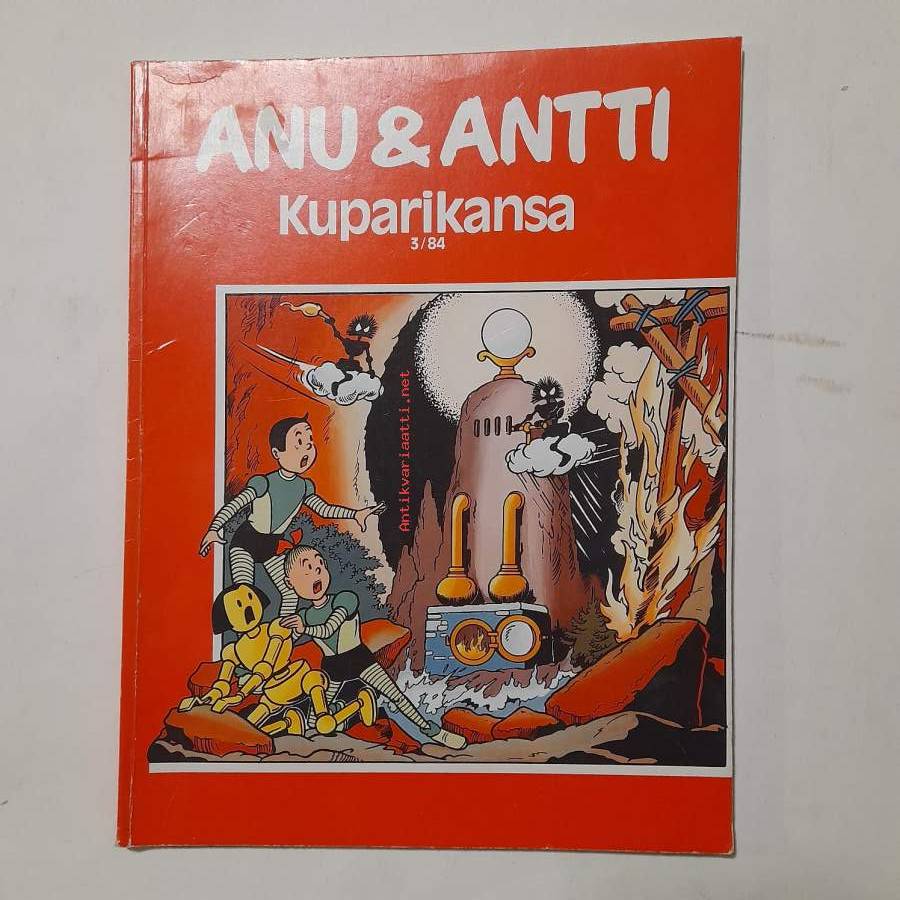 ANU & ANTTI
Kuparikansa
3/84
Antikvariaatti.net